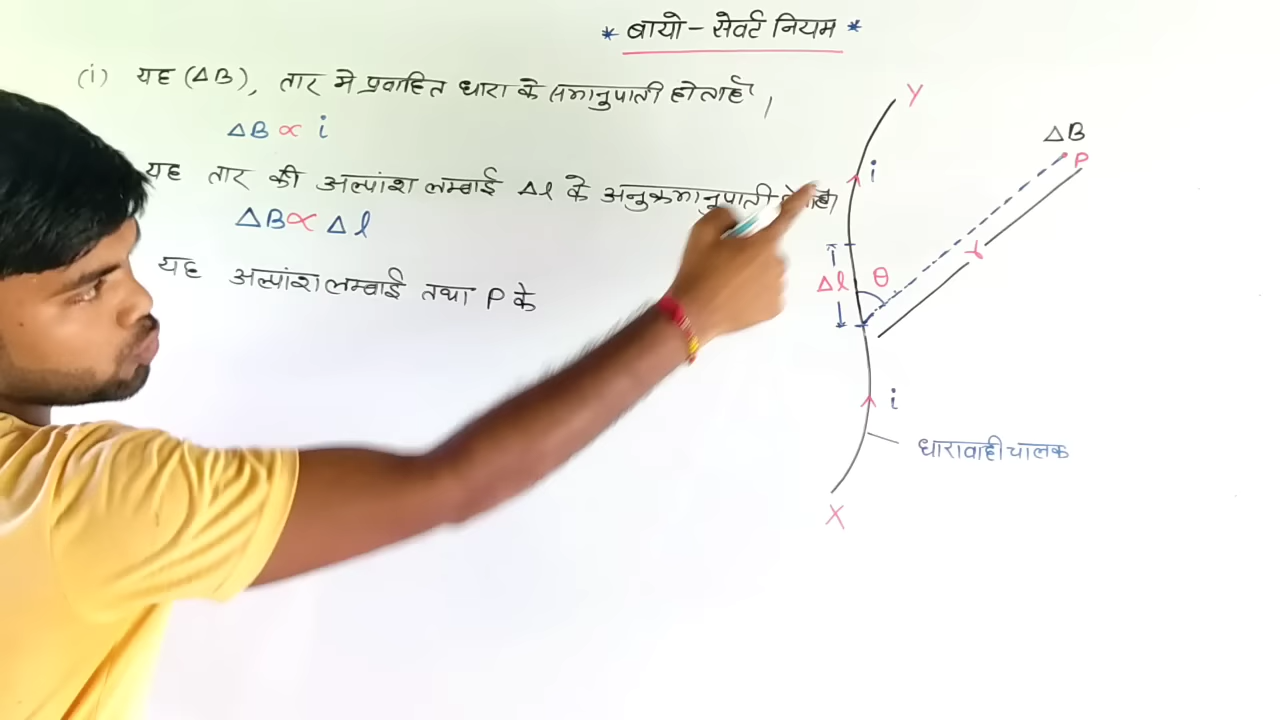 * बायो - सेवर्ट नियम *
(i) यह (ΔB), तार मे प्रवाहित धारा के समानुपाती होता है,
ΔB ∝ i
यह तार की अल्पांश लम्बाई Δl के अनुक्रमानुपाती
ΔB ∝ Δl
यह अल्पांश लम्बाई तथा P के
Y
ΔB
P
i
r
Δl
θ
i
धारावाही चालक
X